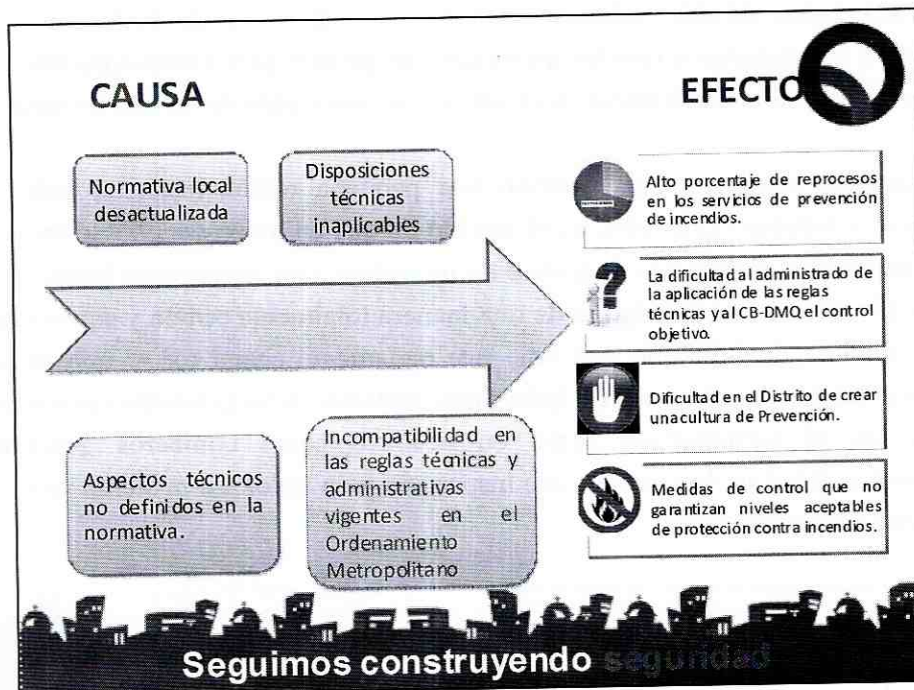 CAUSA
EFECTO
Normativa local
desactualizada
Disposiciones
técnicas
inaplicables
Aspectos técnicos
no definidos en la
normativa.
Incompatibilidad en
las reglas técnicas y
administrativas
vigentes en el
Ordenamiento
Metropolitano
Alto porcentaje de reprocesos
en los servicios de prevención
de incendios.
La dificultad al administrado de
la aplicación de las reglas
técnicas y al CB-DMQ el control
objetivo.
Dificultad en el Distrito de crear
una cultura de Prevención.
Medidas de control que no
garantizan niveles aceptables
de protección contra incendios.
Seguimos construyendo seguridad